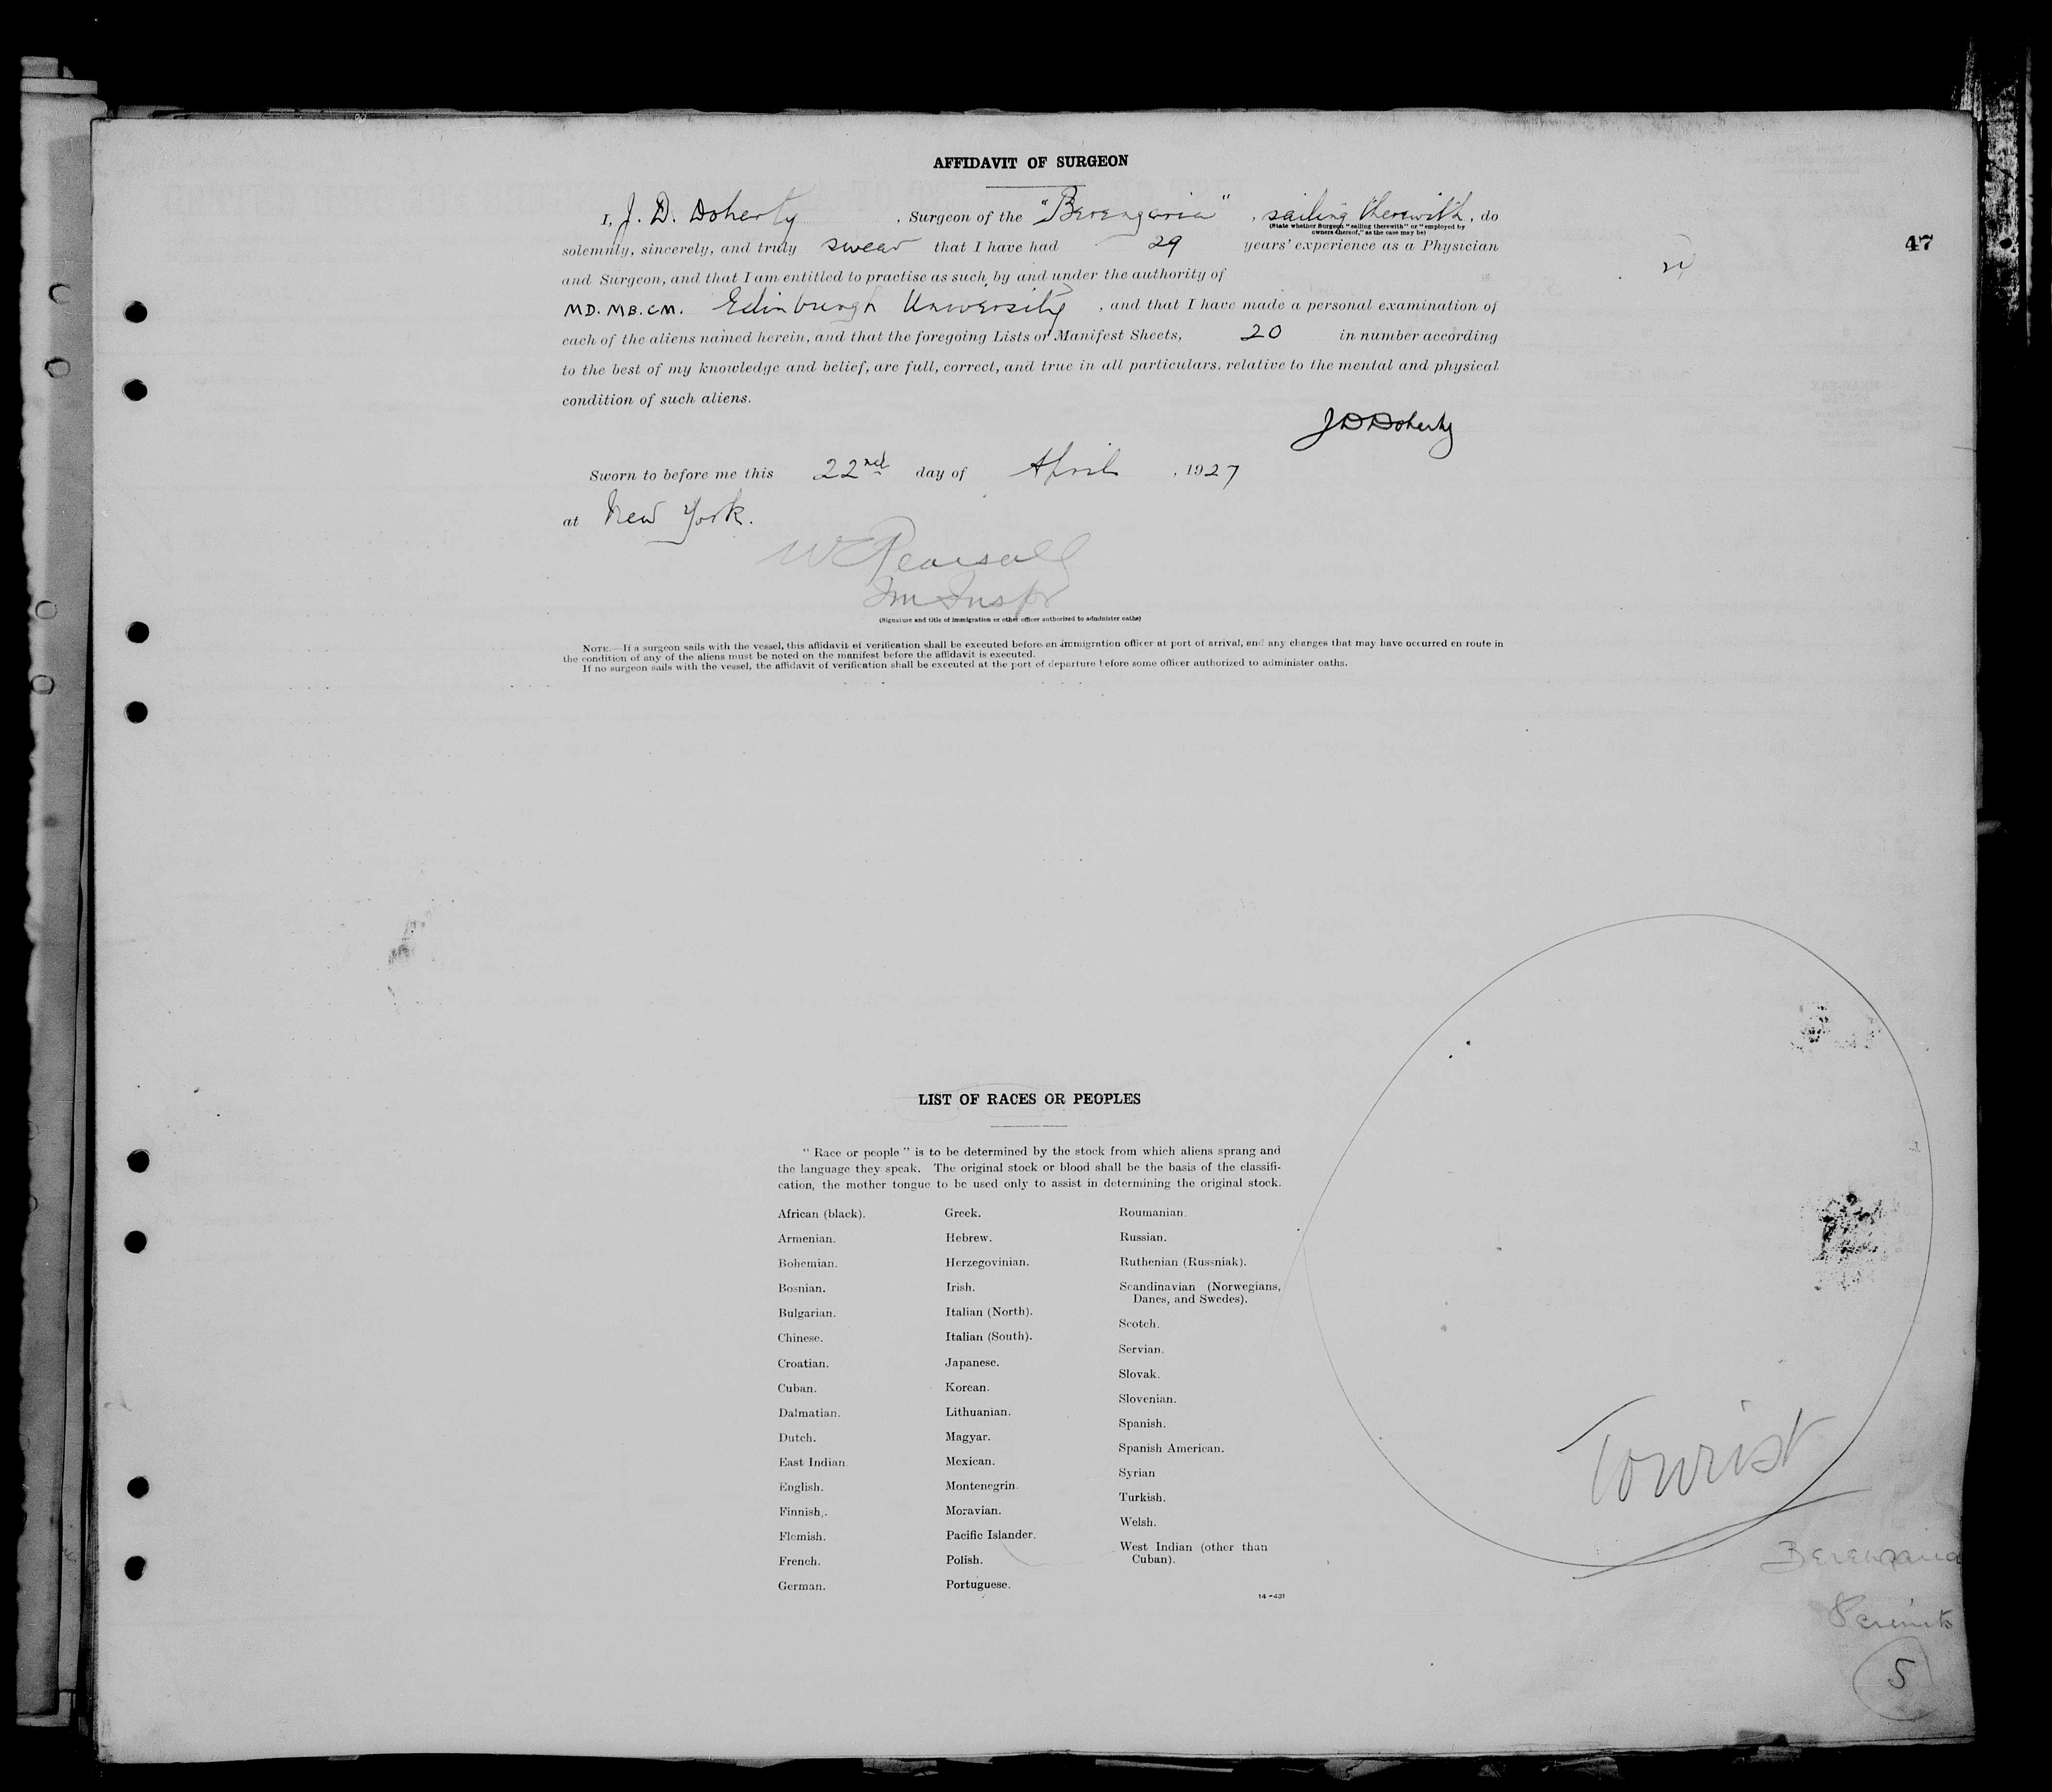 AFFIDAVIT OF SURGEON
I, J. D. Doherty, Surgeon of the "Berengaria", sailing therewith, do
(State whether Surgeon "sailing therewith" or "employed by
owners thereof," as the case may be)
solemnly, sincerely, and truly swear that I have had 29 years' experience as a Physician
47
and Surgeon, and that I am entitled to practise as such, by and under the authority of
MD. MB. CM. Edinburgh University, and that I have made a personal examination of
each of the aliens named herein, and that the foregoing Lists or Manifest Sheets, 20 in number according
to the best of my knowledge and belief, are full, correct, and true in all particulars, relative to the mental and physical
condition of such aliens.
J D Doherty
Sworn to before me this 22nd day of April, 1927
at New York.
W C Pearsall
Im Inspr
(Signature and title of immigration or other officer authorized to administer oaths)
NOTE.—If a surgeon sails with the vessel, this affidavit of verification shall be executed before an immigration officer at port of arrival, and any changes that may have occurred en route in
the condition of any of the aliens must be noted on the manifest before the affidavit is executed.
If no surgeon sails with the vessel, the affidavit of verification shall be executed at the port of departure before some officer authorized to administer oaths.
LIST OF RACES OR PEOPLES
"Race or people" is to be determined by the stock from which aliens sprang and
the language they speak. The original stock or blood shall be the basis of the classifi-
cation, the mother tongue to be used only to assist in determining the original stock.
African (black).
Armenian.
Bohemian.
Bosnian.
Bulgarian.
Chinese.
Croatian.
Cuban.
Dalmatian.
Dutch.
East Indian.
English.
Finnish.
Flemish.
French.
German.
Greek.
Hebrew.
Herzegovinian.
Irish.
Italian (North).
Italian (South).
Japanese.
Korean.
Lithuanian.
Magyar.
Mexican.
Montenegrin.
Moravian.
Pacific Islander.
Polish.
Portuguese.
Roumanian.
Russian.
Ruthenian (Russniak).
Scandinavian (Norwegians,
Danes, and Swedes).
Scotch.
Servian.
Slovak.
Slovenian.
Spanish.
Spanish American.
Syrian
Turkish.
Welsh.
West Indian (other than
Cuban).
14-431
Tourist
Berengaria
Permits
5